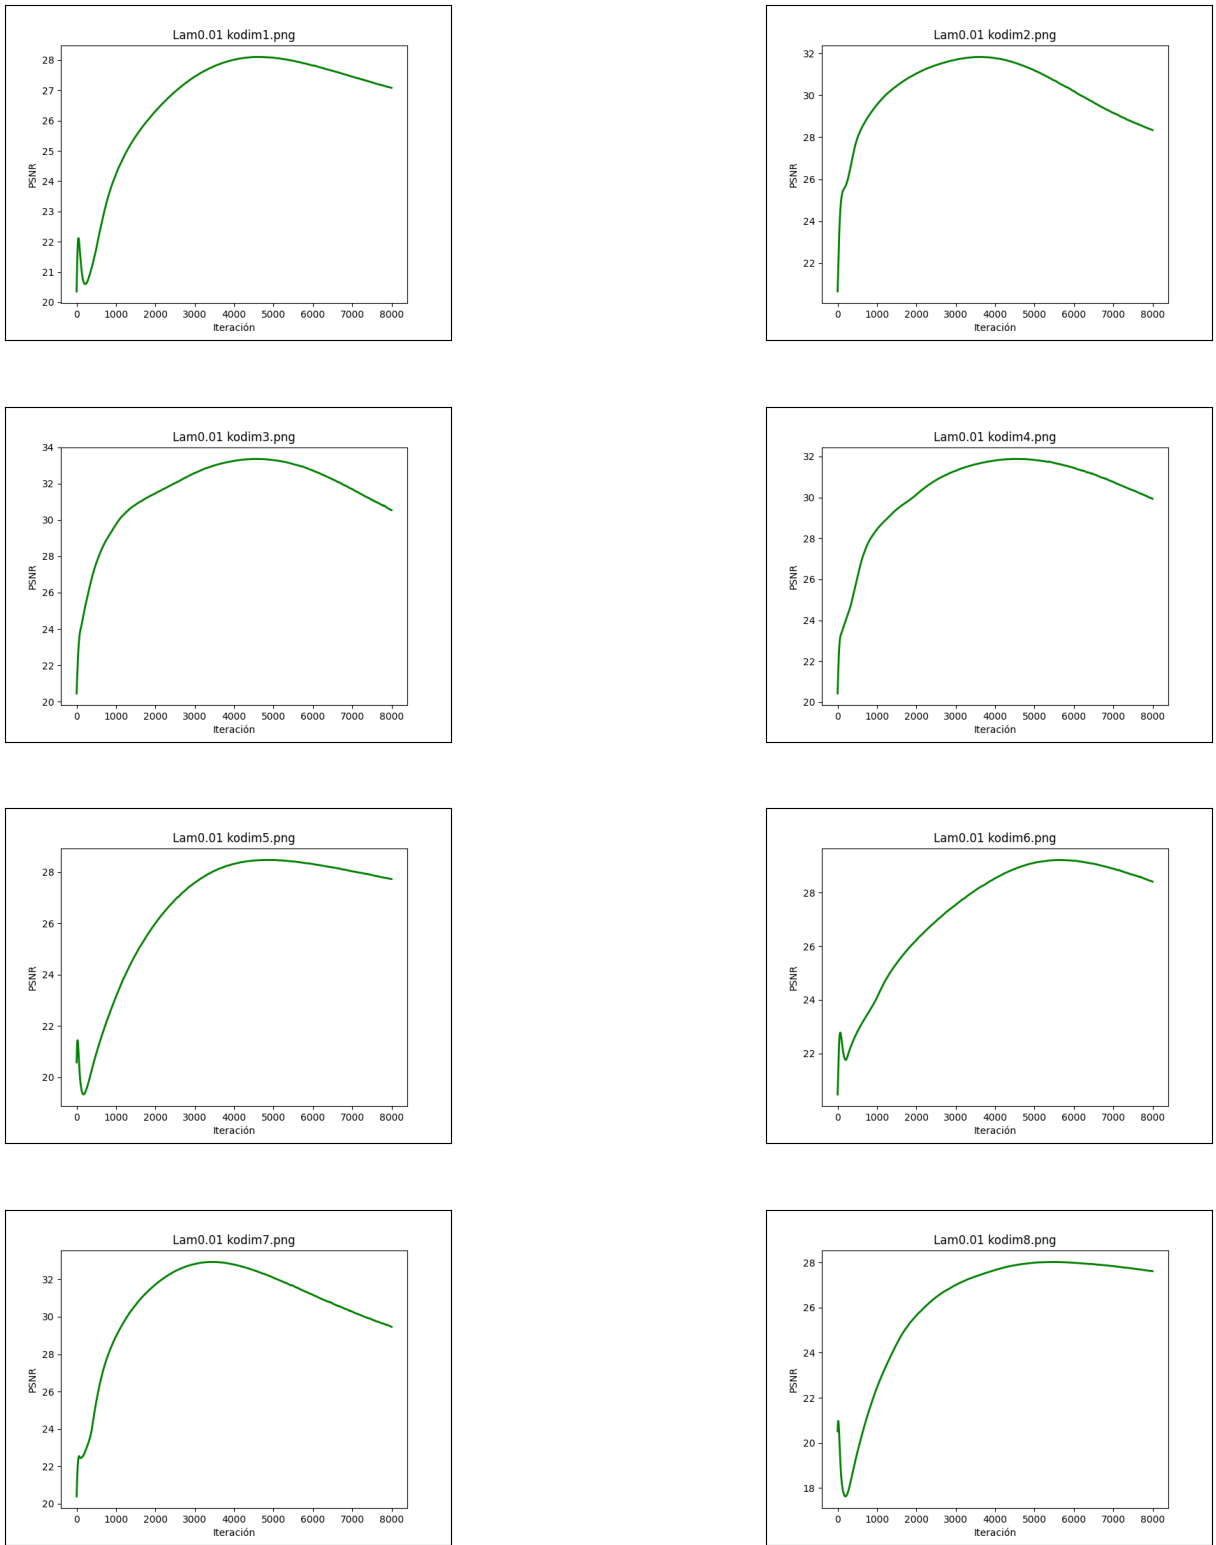 Lam0.01 kodim1.png
28
27
26
25
24
23
22
21
20
PSNR
0 1000 2000 3000 4000 5000 6000 7000 8000
Iteración
Lam0.01 kodim2.png
32
30
28
26
24
22
PSNR
0 1000 2000 3000 4000 5000 6000 7000 8000
Iteración
Lam0.01 kodim3.png
34
32
30
28
26
24
22
20
PSNR
0 1000 2000 3000 4000 5000 6000 7000 8000
Iteración
Lam0.01 kodim4.png
32
30
28
26
24
22
20
PSNR
0 1000 2000 3000 4000 5000 6000 7000 8000
Iteración
Lam0.01 kodim5.png
28
26
24
22
20
PSNR
0 1000 2000 3000 4000 5000 6000 7000 8000
Iteración
Lam0.01 kodim6.png
28
26
24
22
PSNR
0 1000 2000 3000 4000 5000 6000 7000 8000
Iteración
Lam0.01 kodim7.png
32
30
28
26
24
22
20
PSNR
0 1000 2000 3000 4000 5000 6000 7000 8000
Iteración
Lam0.01 kodim8.png
28
26
24
22
20
18
PSNR
0 1000 2000 3000 4000 5000 6000 7000 8000
Iteración